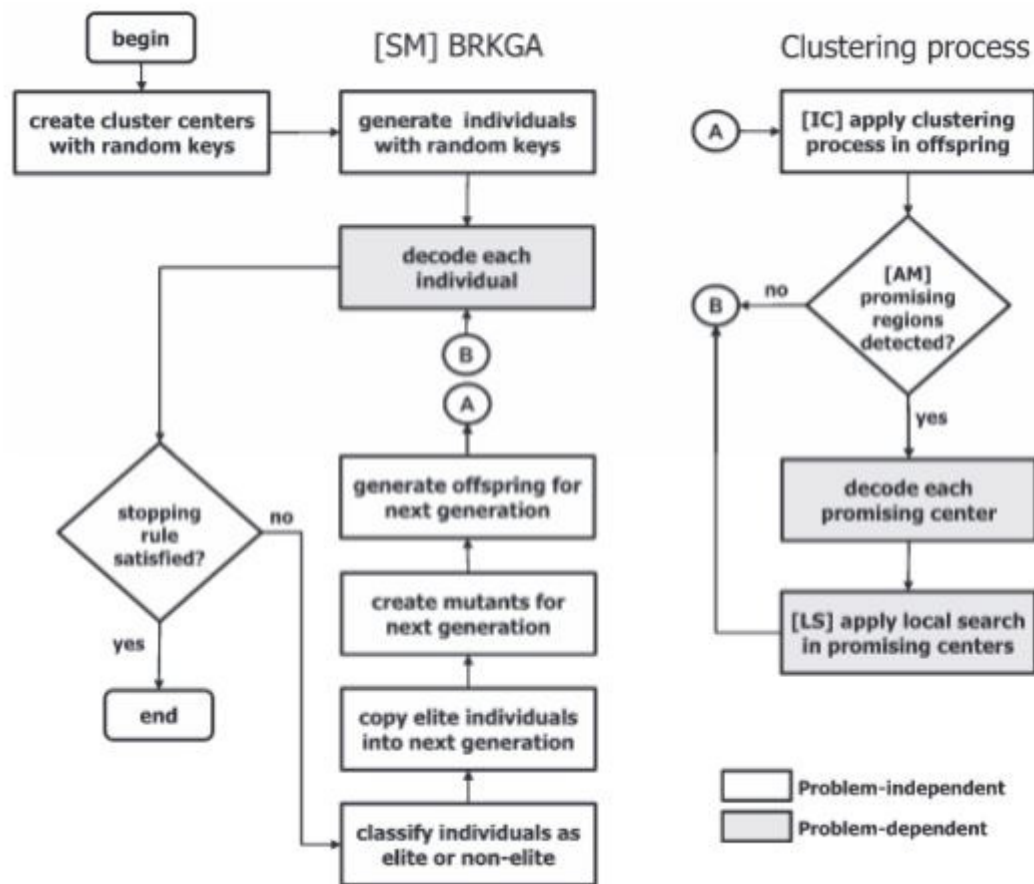 begin
[SM] BRKGA
Clustering process
create cluster centers
with random keys
generate individuals
with random keys
A
[IC] apply clustering
process in offspring
decode each
individual
[AM]
promising
regions
detected?
no
B
yes
B
A
generate offspring for
next generation
decode each
promising center
stopping
rule
satisfied?
no
yes
create mutants for
next generation
[LS] apply local search
in promising centers
end
copy elite individuals
into next generation
classify individuals as
elite or non-elite
Problem-independent
Problem-dependent